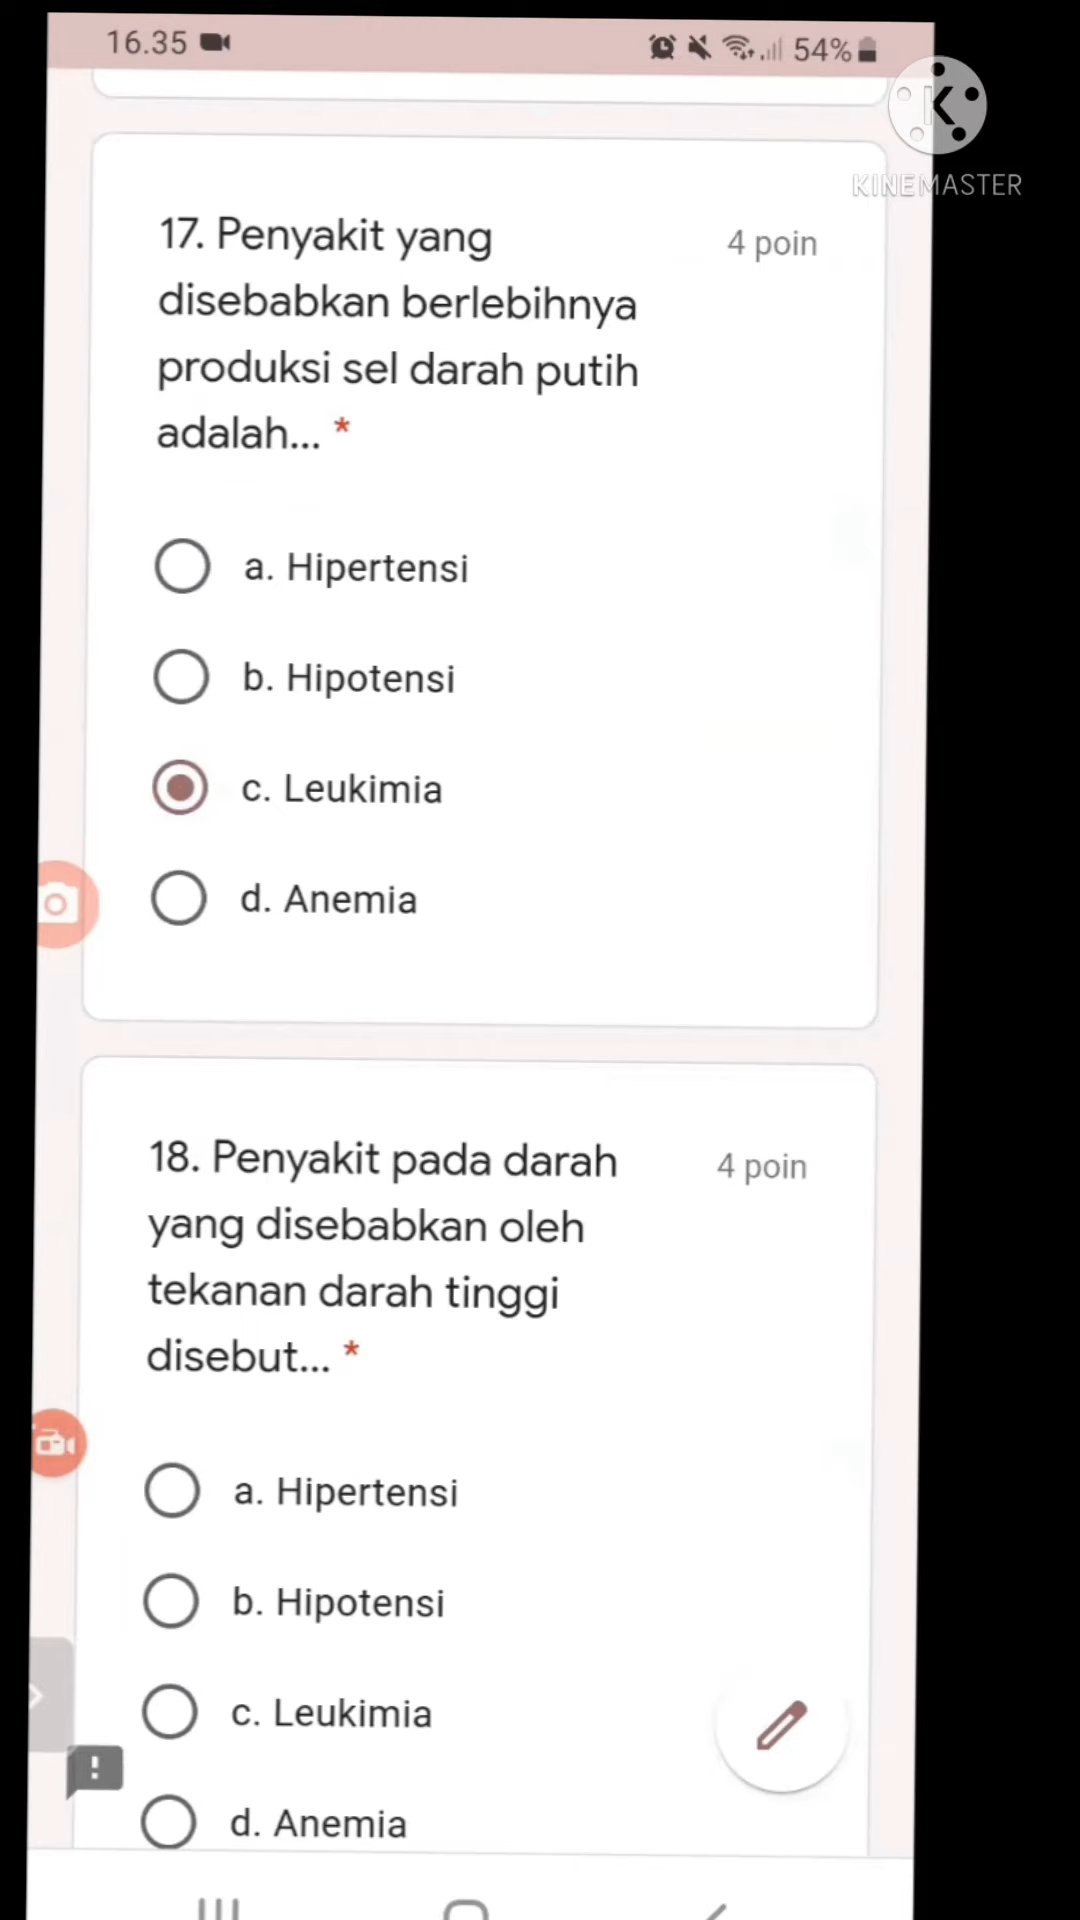 16.35
54%
KINEMASTER
17. Penyakit yang
4 poin
disebabkan berlebihnya
produksi sel darah putih
adalah... *
a. Hipertensi
b. Hipotensi
c. Leukimia
d. Anemia
18. Penyakit pada darah
4 poin
yang disebabkan oleh
tekanan darah tinggi
disebut... *
a. Hipertensi
b. Hipotensi
c. Leukimia
d. Anemia